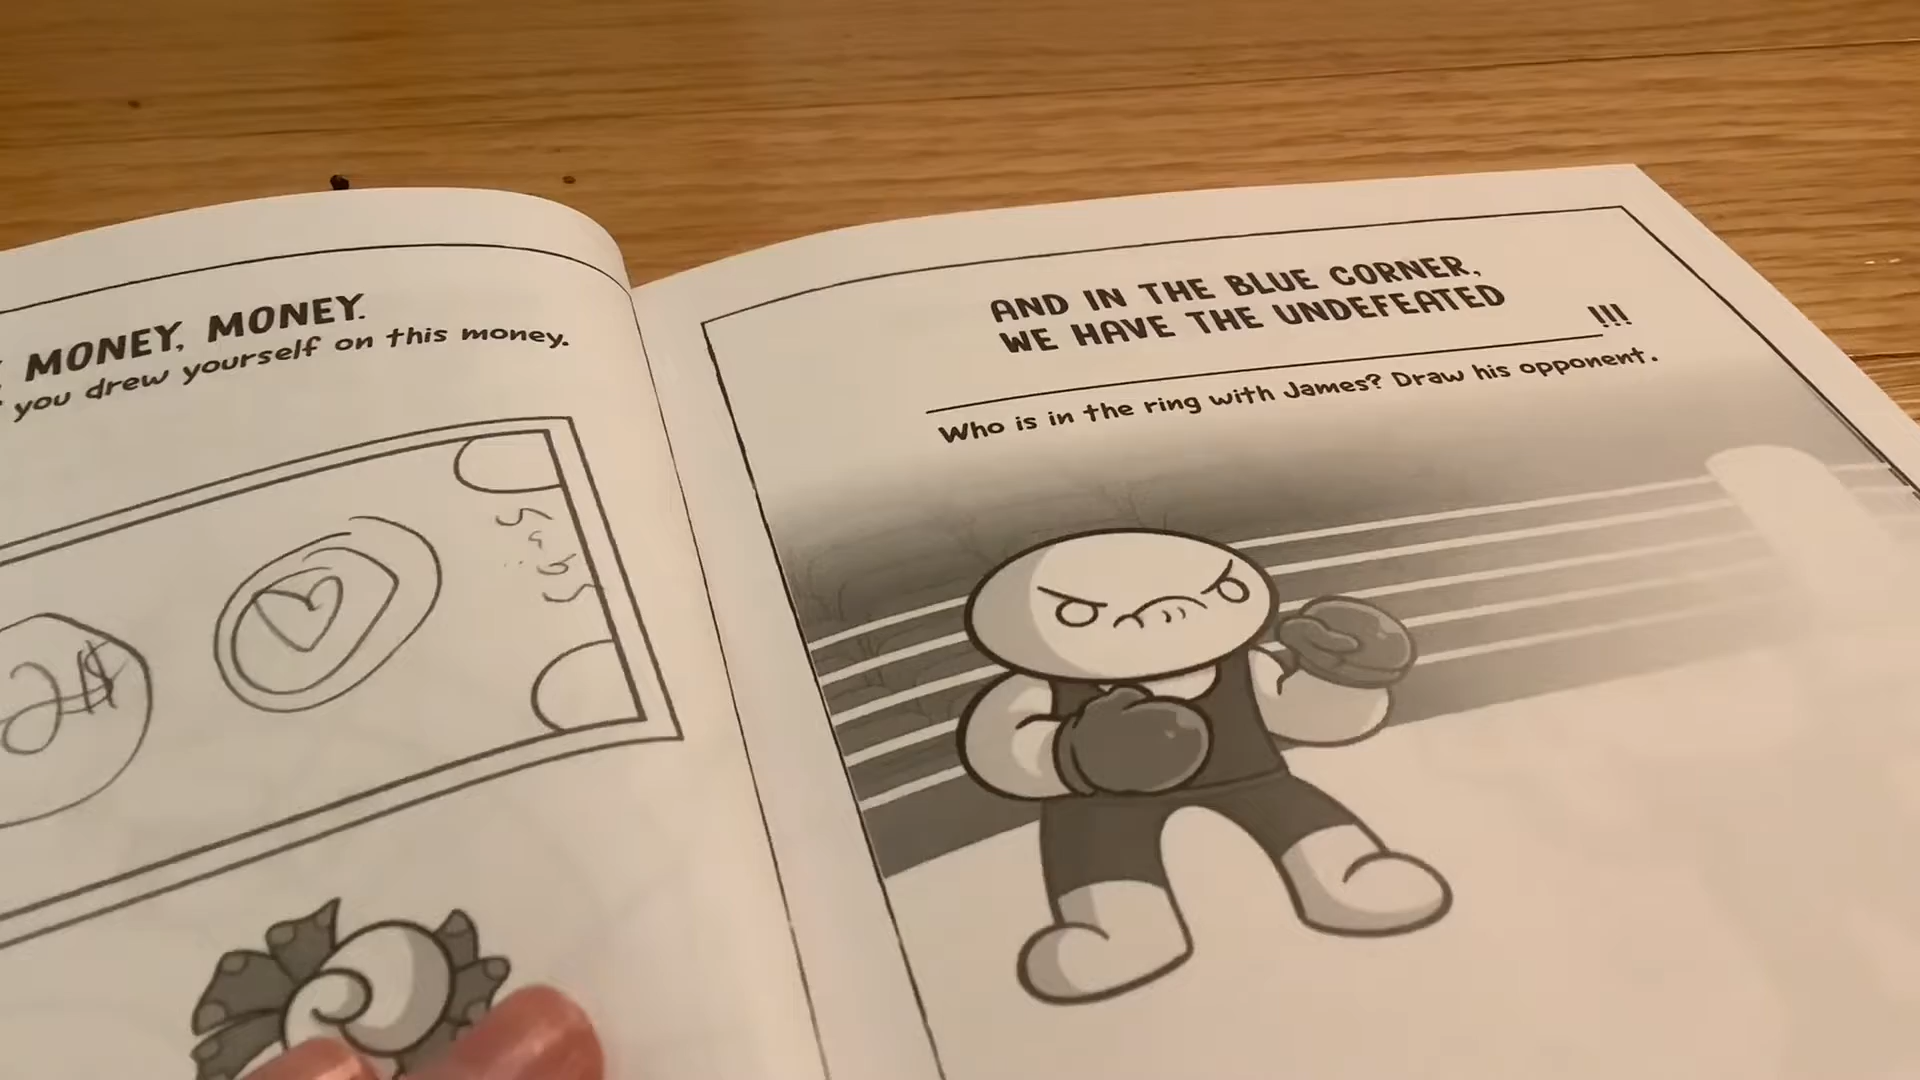 MONEY, MONEY.
you drew yourself on this money.
2$
AND IN THE BLUE CORNER,
WE HAVE THE UNDEFEATED
!!!
Who is in the ring with James? Draw his opponent.